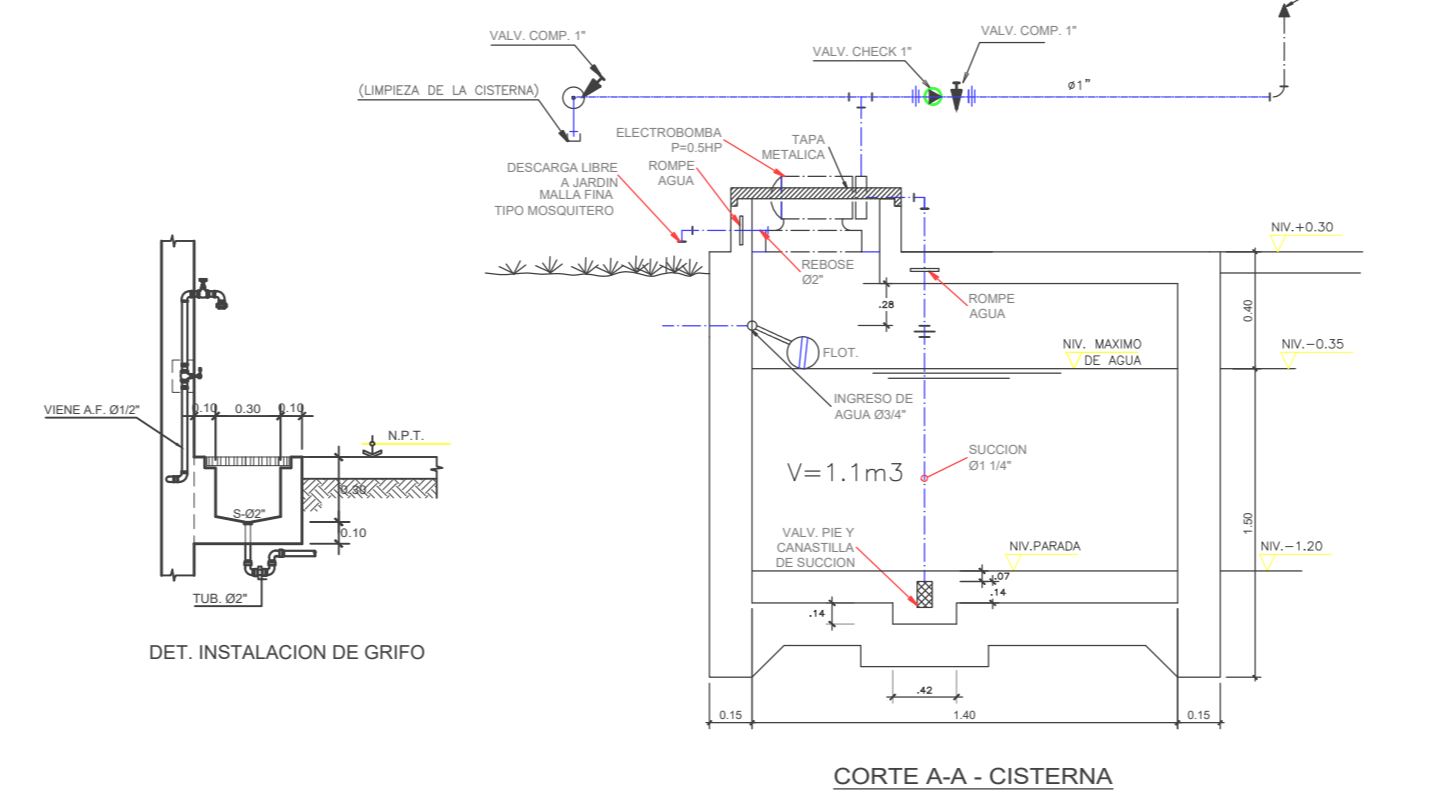 VALV. COMP. 1"
VALV. COMP. 1"
VALV. CHECK 1"
(LIMPIEZA DE LA CISTERNA)
ø1"
ELECTROBOMBA
P=0.5HP
TAPA
METALICA
ROMPE
AGUA
DESCARGA LIBRE
A JARDIN
MALLA FINA
TIPO MOSQUITERO
NIV.+0.30
REBOSE
Ø2"
ROMPE
AGUA
.28
0.40
NIV. MAXIMO
DE AGUA
NIV.-0.35
FLOT.
INGRESO DE
AGUA Ø3/4"
V=1.1m3
SUCCION
Ø1 1/4"
VALV. PIE Y
CANASTILLA
DE SUCCION
NIV.PARADA
NIV.-1.20
1.50
.07
.14
.14
.42
0.15
1.40
0.15
CORTE A-A - CISTERNA
VIENE A.F. Ø1/2"
0.10
0.30
0.10
N.P.T.
0.30
S-Ø2"
0.10
TUB. Ø2"
DET. INSTALACION DE GRIFO